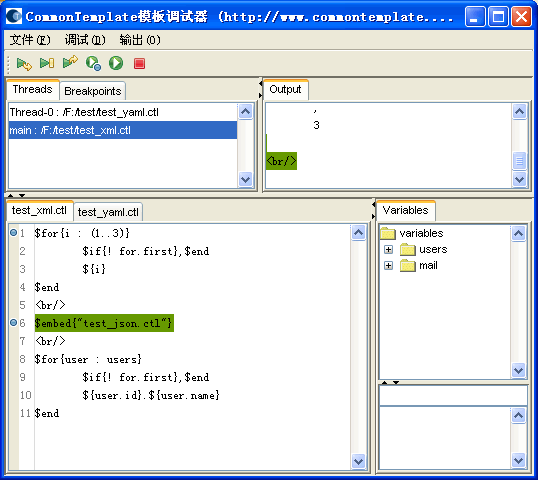 CommonTemplate模板调试器 (http://www.commontemplate....
文件(F) 调试(D) 输出(O)
Threads Breakpoints
Thread-0 : /F:/test/test_yaml.ctl
main : /F:/test/test_xml.ctl
Output
,
3
<br/>
test_xml.ctl test_yaml.ctl
1 $for{i : (1..3)}
2 $if{! for.first},$end
3 ${i}
4 $end
5 <br/>
6 $embed{"test_json.ctl"}
7 <br/>
8 $for{user : users}
9 $if{! for.first},$end
10 ${user.id}.${user.name}
11 $end
Variables
variables
users
mail